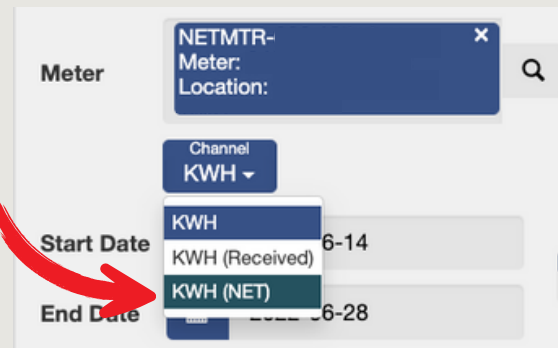 Meter
NETMTR-
Meter:
Location:
×
Channel
KWH
KWH
KWH (Received)
KWH (NET)
Start Date
6-14
End Date
06-28